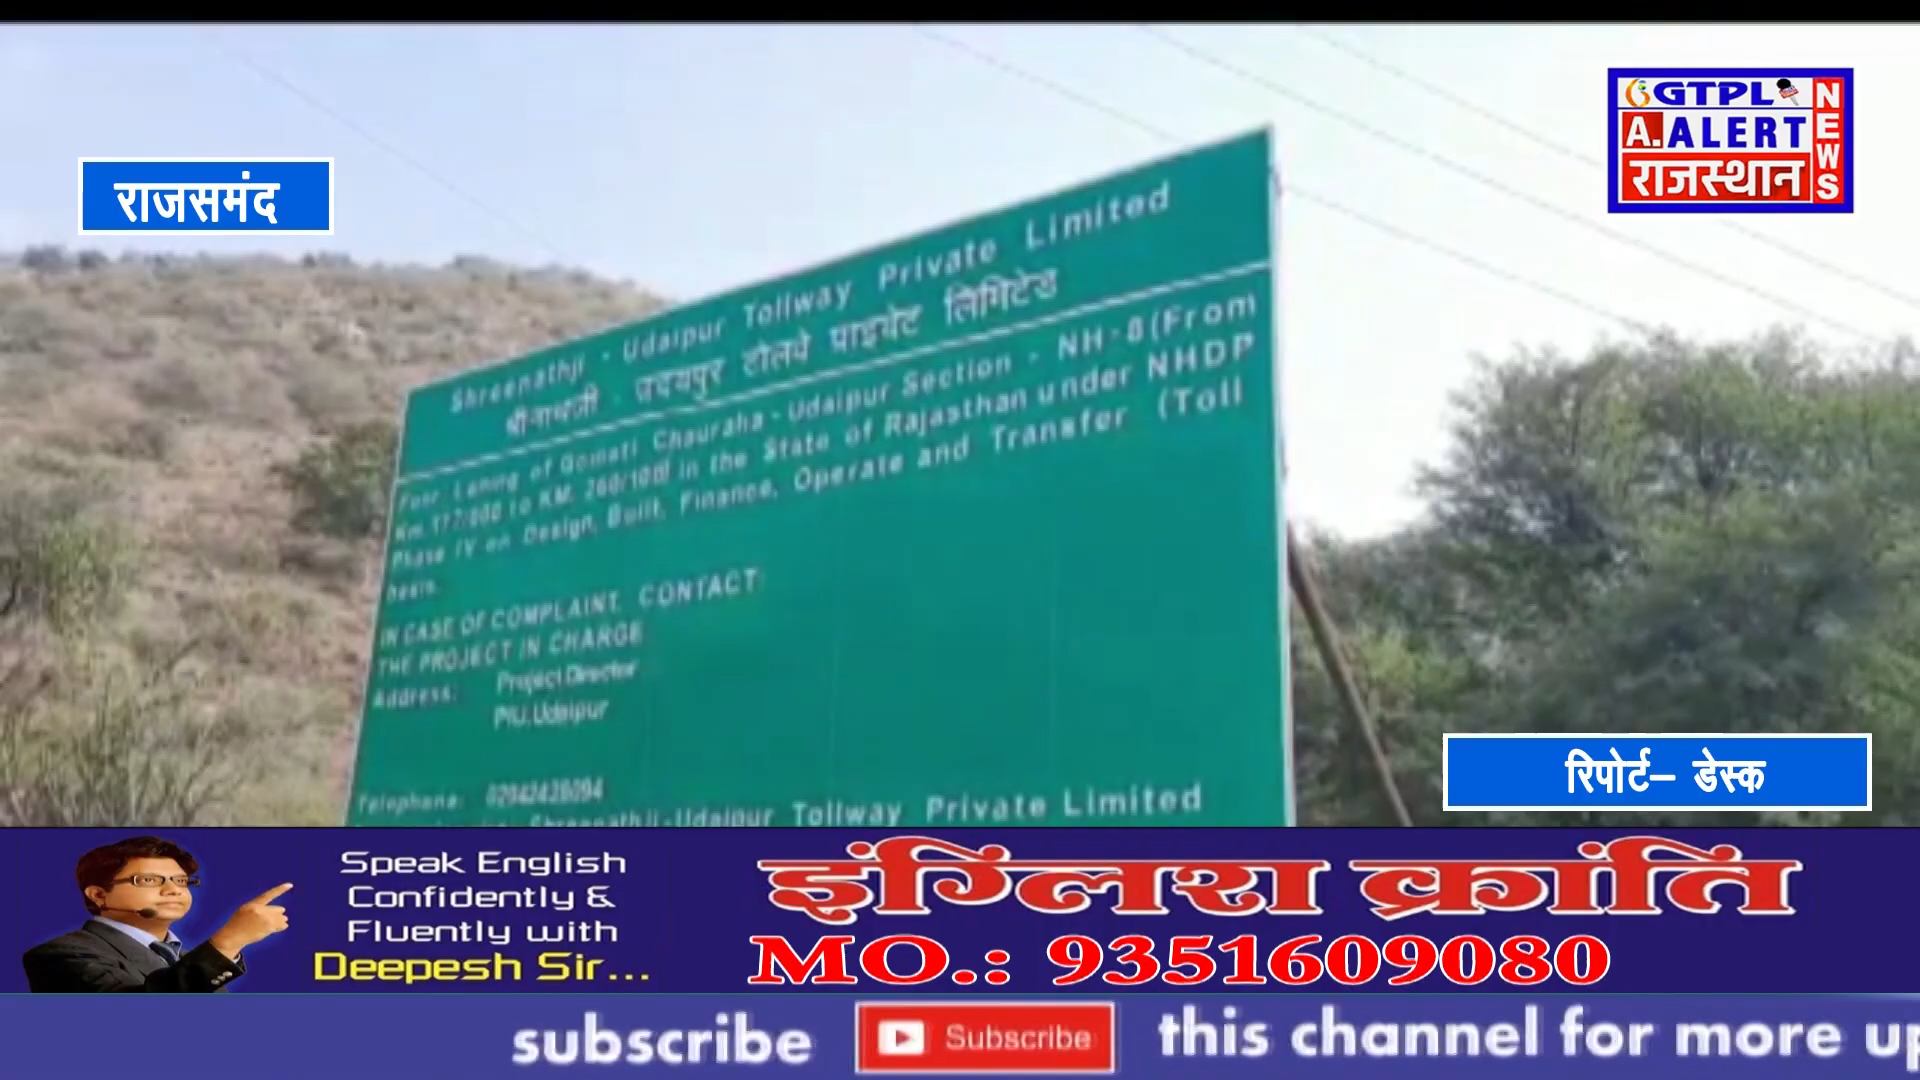 GTPL
A.ALERT
राजस्थान
NEWS
राजसमंद
Shreenathji - Udaipur Tollway Private Limited
श्रीनाथजी - उदयपुर टोलवे प्राइवेट लिमिटेड
Four Laning of Gomati Chauraha - Udaipur Section - NH-8 (From
Km. 177/000 to KM. 260/100) in the State of Rajasthan under NHDP
Phase IV on Design, Built, Finance, Operate and Transfer (Toll
basis.
IN CASE OF COMPLAINT, CONTACT:
THE PROJECT IN CHARGE
Address: Project Director
PIU, Udaipur
Telephone:
Shreenathji-Udaipur Tollway Private Limited
रिपोर्ट– डेस्क
Speak English
Confidently &
Fluently with
Deepesh Sir...
इंग्लिश क्रांति
MO.: 9351609080
subscribe Subscribe this channel for more up